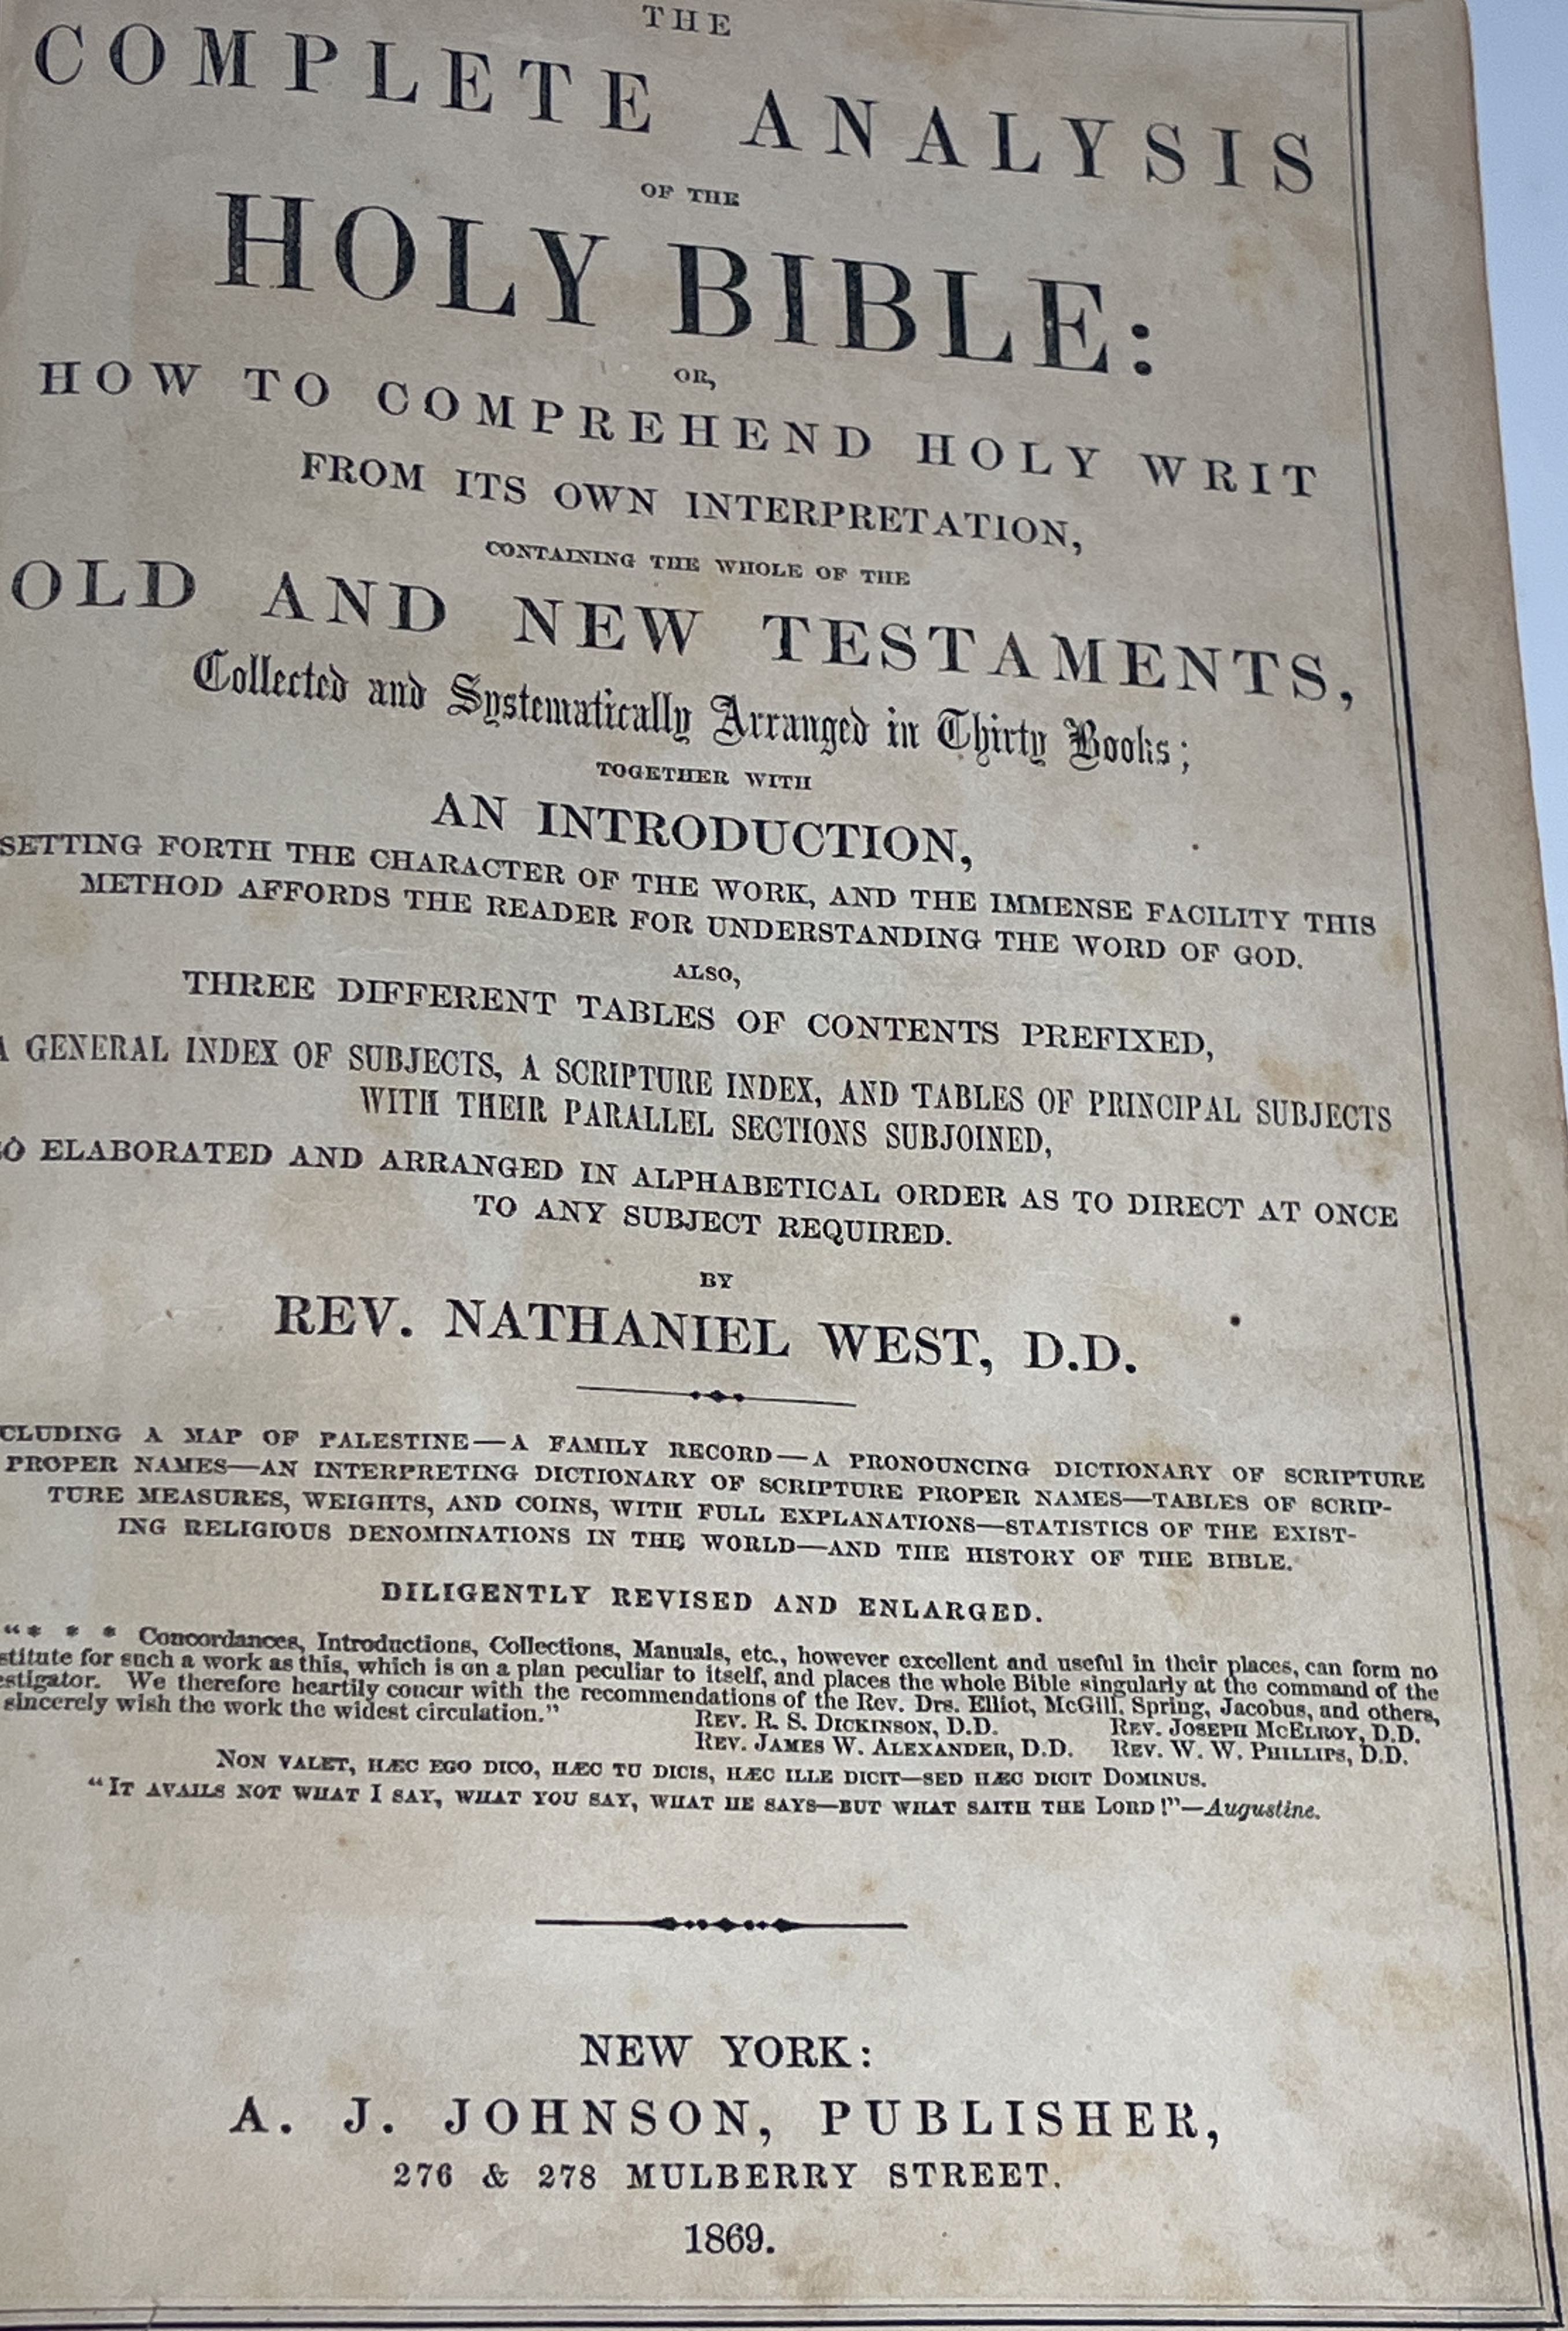 THE
COMPLETE ANALYSIS
OF THE
HOLY BIBLE:
OR,
HOW TO COMPREHEND HOLY WRIT
FROM ITS OWN INTERPRETATION,
CONTAINING THE WHOLE OF THE
OLD AND NEW TESTAMENTS,
Collected and Systematically Arranged in Thirty Books;
TOGETHER WITH
AN INTRODUCTION,
SETTING FORTH THE CHARACTER OF THE WORK, AND THE IMMENSE FACILITY THIS
METHOD AFFORDS THE READER FOR UNDERSTANDING THE WORD OF GOD.
ALSO,
THREE DIFFERENT TABLES OF CONTENTS PREFIXED,
A GENERAL INDEX OF SUBJECTS, A SCRIPTURE INDEX, AND TABLES OF PRINCIPAL SUBJECTS
WITH THEIR PARALLEL SECTIONS SUBJOINED,
SO ELABORATED AND ARRANGED IN ALPHABETICAL ORDER AS TO DIRECT AT ONCE
TO ANY SUBJECT REQUIRED.
BY
REV. NATHANIEL WEST, D.D.
CLUDING A MAP OF PALESTINE—A FAMILY RECORD—A PRONOUNCING DICTIONARY OF SCRIPTURE
PROPER NAMES—AN INTERPRETING DICTIONARY OF SCRIPTURE PROPER NAMES—TABLES OF SCRIP-
TURE MEASURES, WEIGHTS, AND COINS, WITH FULL EXPLANATIONS—STATISTICS OF THE EXIST-
ING RELIGIOUS DENOMINATIONS IN THE WORLD—AND THE HISTORY OF THE BIBLE.
DILIGENTLY REVISED AND ENLARGED.
"* * * Concordances, Introductions, Collections, Manuals, etc., however excellent and useful in their places, can form no
stitute for such a work as this, which is on a plan peculiar to itself, and places the whole Bible singularly at the command of the
estigator. We therefore heartily concur with the recommendations of the Rev. Drs. Elliot, McGill, Spring, Jacobus, and others,
sincerely wish the work the widest circulation."
REV. R. S. DICKINSON, D.D. REV. JOSEPH MCELROY, D.D.
REV. JAMES W. ALEXANDER, D.D. REV. W. W. PHILLIPS, D.D.
NON VALET, HÆC EGO DICO, HÆC TU DICIS, HÆC ILLE DICIT—SED HÆC DICIT DOMINUS.
"IT AVAILS NOT WHAT I SAY, WHAT YOU SAY, WHAT HE SAYS—BUT WHAT SAITH THE LORD!"—Augustine.
NEW YORK:
A. J. JOHNSON, PUBLISHER,
276 & 278 MULBERRY STREET.
1869.